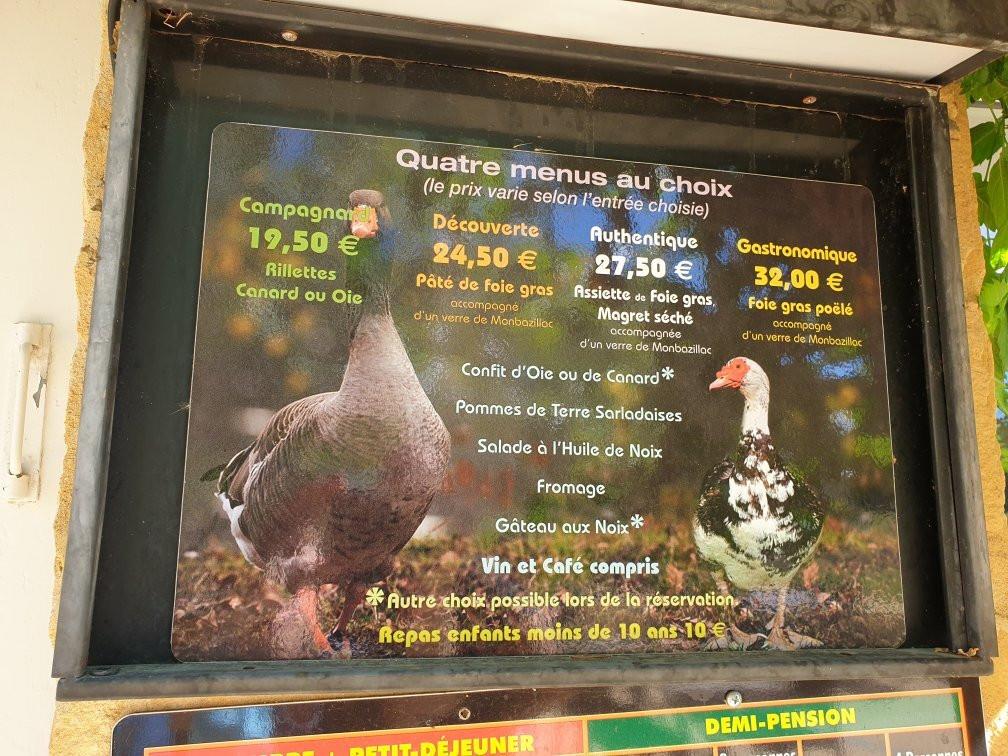 Quatre menus au choix
(le prix varie selon l'entrée choisie)
Campagnard
19,50 €
Rillettes
Canard ou Oie
Découverte
24,50 €
Pâté de foie gras
accompagné
d'un verre de Monbazillac
Authentique
27,50 €
Assiette de Foie gras,
Magret séché
accompagnée
d'un verre de Monbazillac
Gastronomique
32,00 €
Foie gras poëlé
accompagné
d'un verre de Monbazillac
Confit d'Oie ou de Canard*
Pommes de Terre Sarladaises
Salade à l'Huile de Noix
Fromage
Gâteau aux Noix*
Vin et Café compris
*Autre choix possible lors de la réservation.
Repas enfants moins de 10 ans 10 €
DEMI-PENSION
+ PETIT-DÉJEUNER